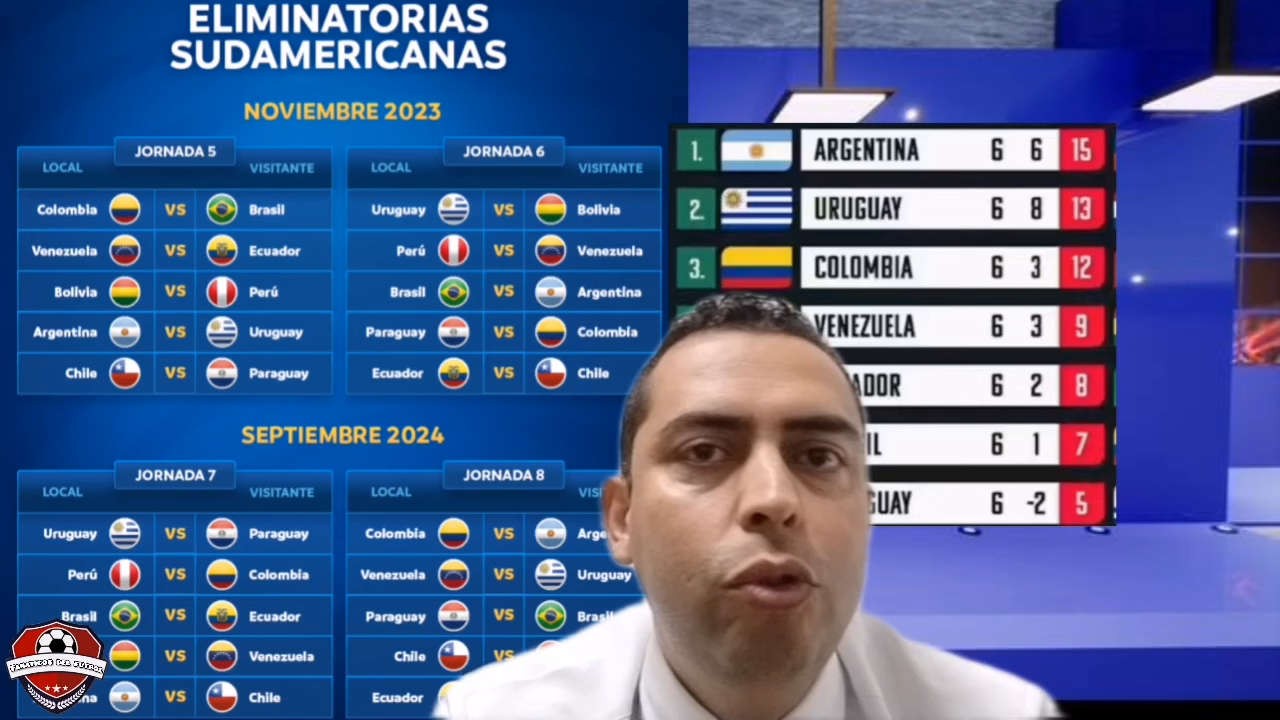 ELIMINATORIAS
SUDAMERICANAS
NOVIEMBRE 2023
JORNADA 5
LOCAL VISITANTE
Colombia VS Brasil
Venezuela VS Ecuador
Bolivia VS Perú
Argentina VS Uruguay
Chile VS Paraguay
JORNADA 6
LOCAL VISITANTE
Uruguay VS Bolivia
Perú VS Venezuela
Brasil VS Argentina
Paraguay VS Colombia
Ecuador VS Chile
SEPTIEMBRE 2024
JORNADA 7
LOCAL VISITANTE
Uruguay VS Paraguay
Perú VS Colombia
Brasil VS Ecuador
VS Venezuela
VS Chile
JORNADA 8
LOCAL
Colombia VS
Venezuela VS Uruguay
Paraguay VS Brasil
Chile VS
Ecuador
1. ARGENTINA 6 6 15
2. URUGUAY 6 8 13
3. COLOMBIA 6 3 12
VENEZUELA 6 3 9
ADOR 6 2 8
IL 6 1 7
GUAY 6 -2 5